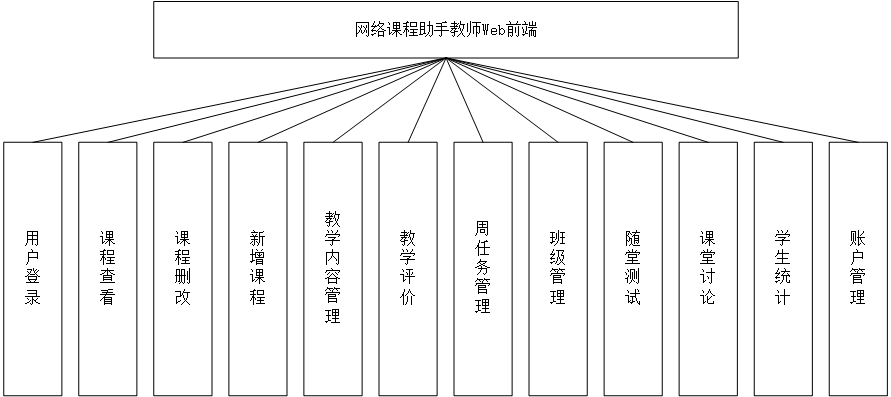 网络课程助手教师Web前端
用户登录
课程查看
课程删改
新增课程
教学内容管理
教学评价
周任务管理
班级管理
随堂测试
课堂讨论
学生统计
账户管理